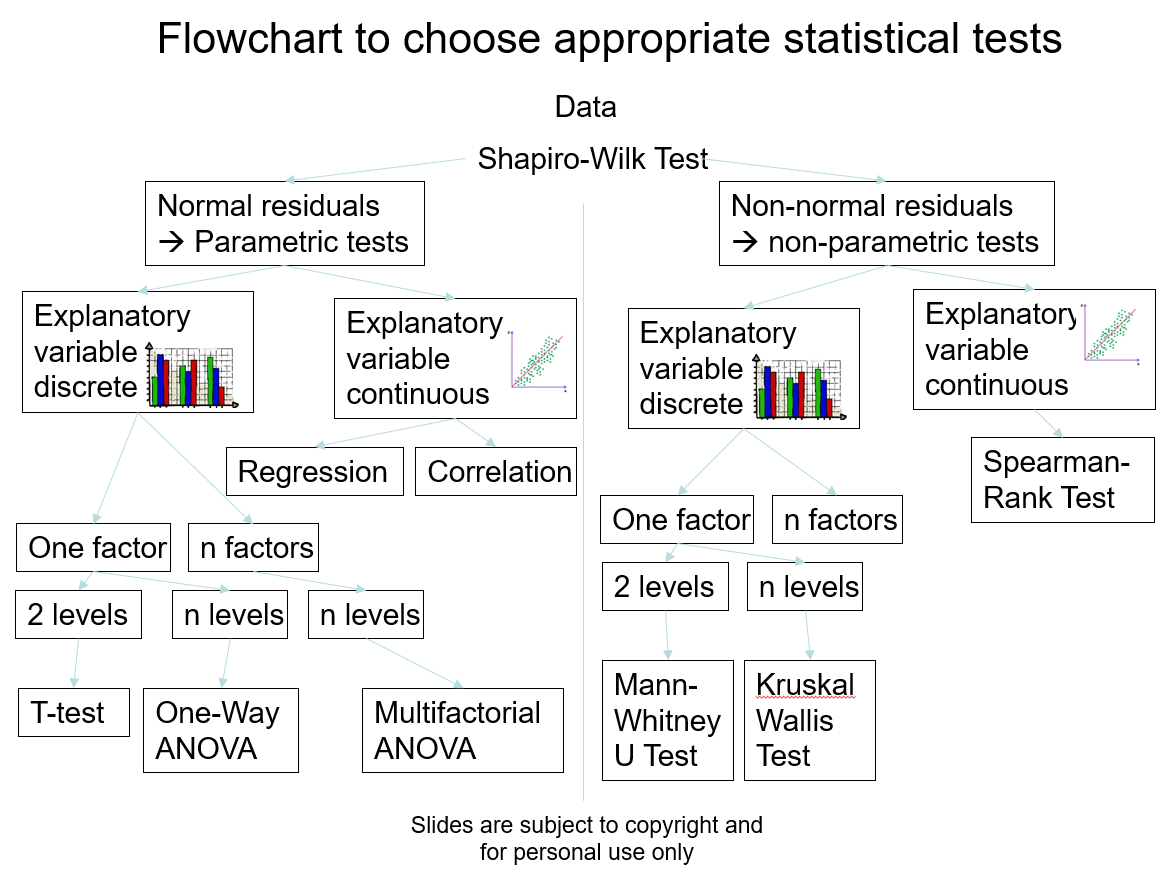 Flowchart to choose appropriate statistical tests
Data
Shapiro-Wilk Test
Normal residuals
→ Parametric tests
Non-normal residuals
→ non-parametric tests
Explanatory
variable
discrete
Explanatory
variable
continuous
Explanatory
variable
discrete
Explanatory
variable
continuous
Regression
Correlation
Spearman-
Rank Test
One factor
n factors
One factor
n factors
2 levels
n levels
n levels
2 levels
n levels
T-test
One-Way
ANOVA
Multifactorial
ANOVA
Mann-
Whitney
U Test
Kruskal
Wallis
Test
Slides are subject to copyright and
for personal use only